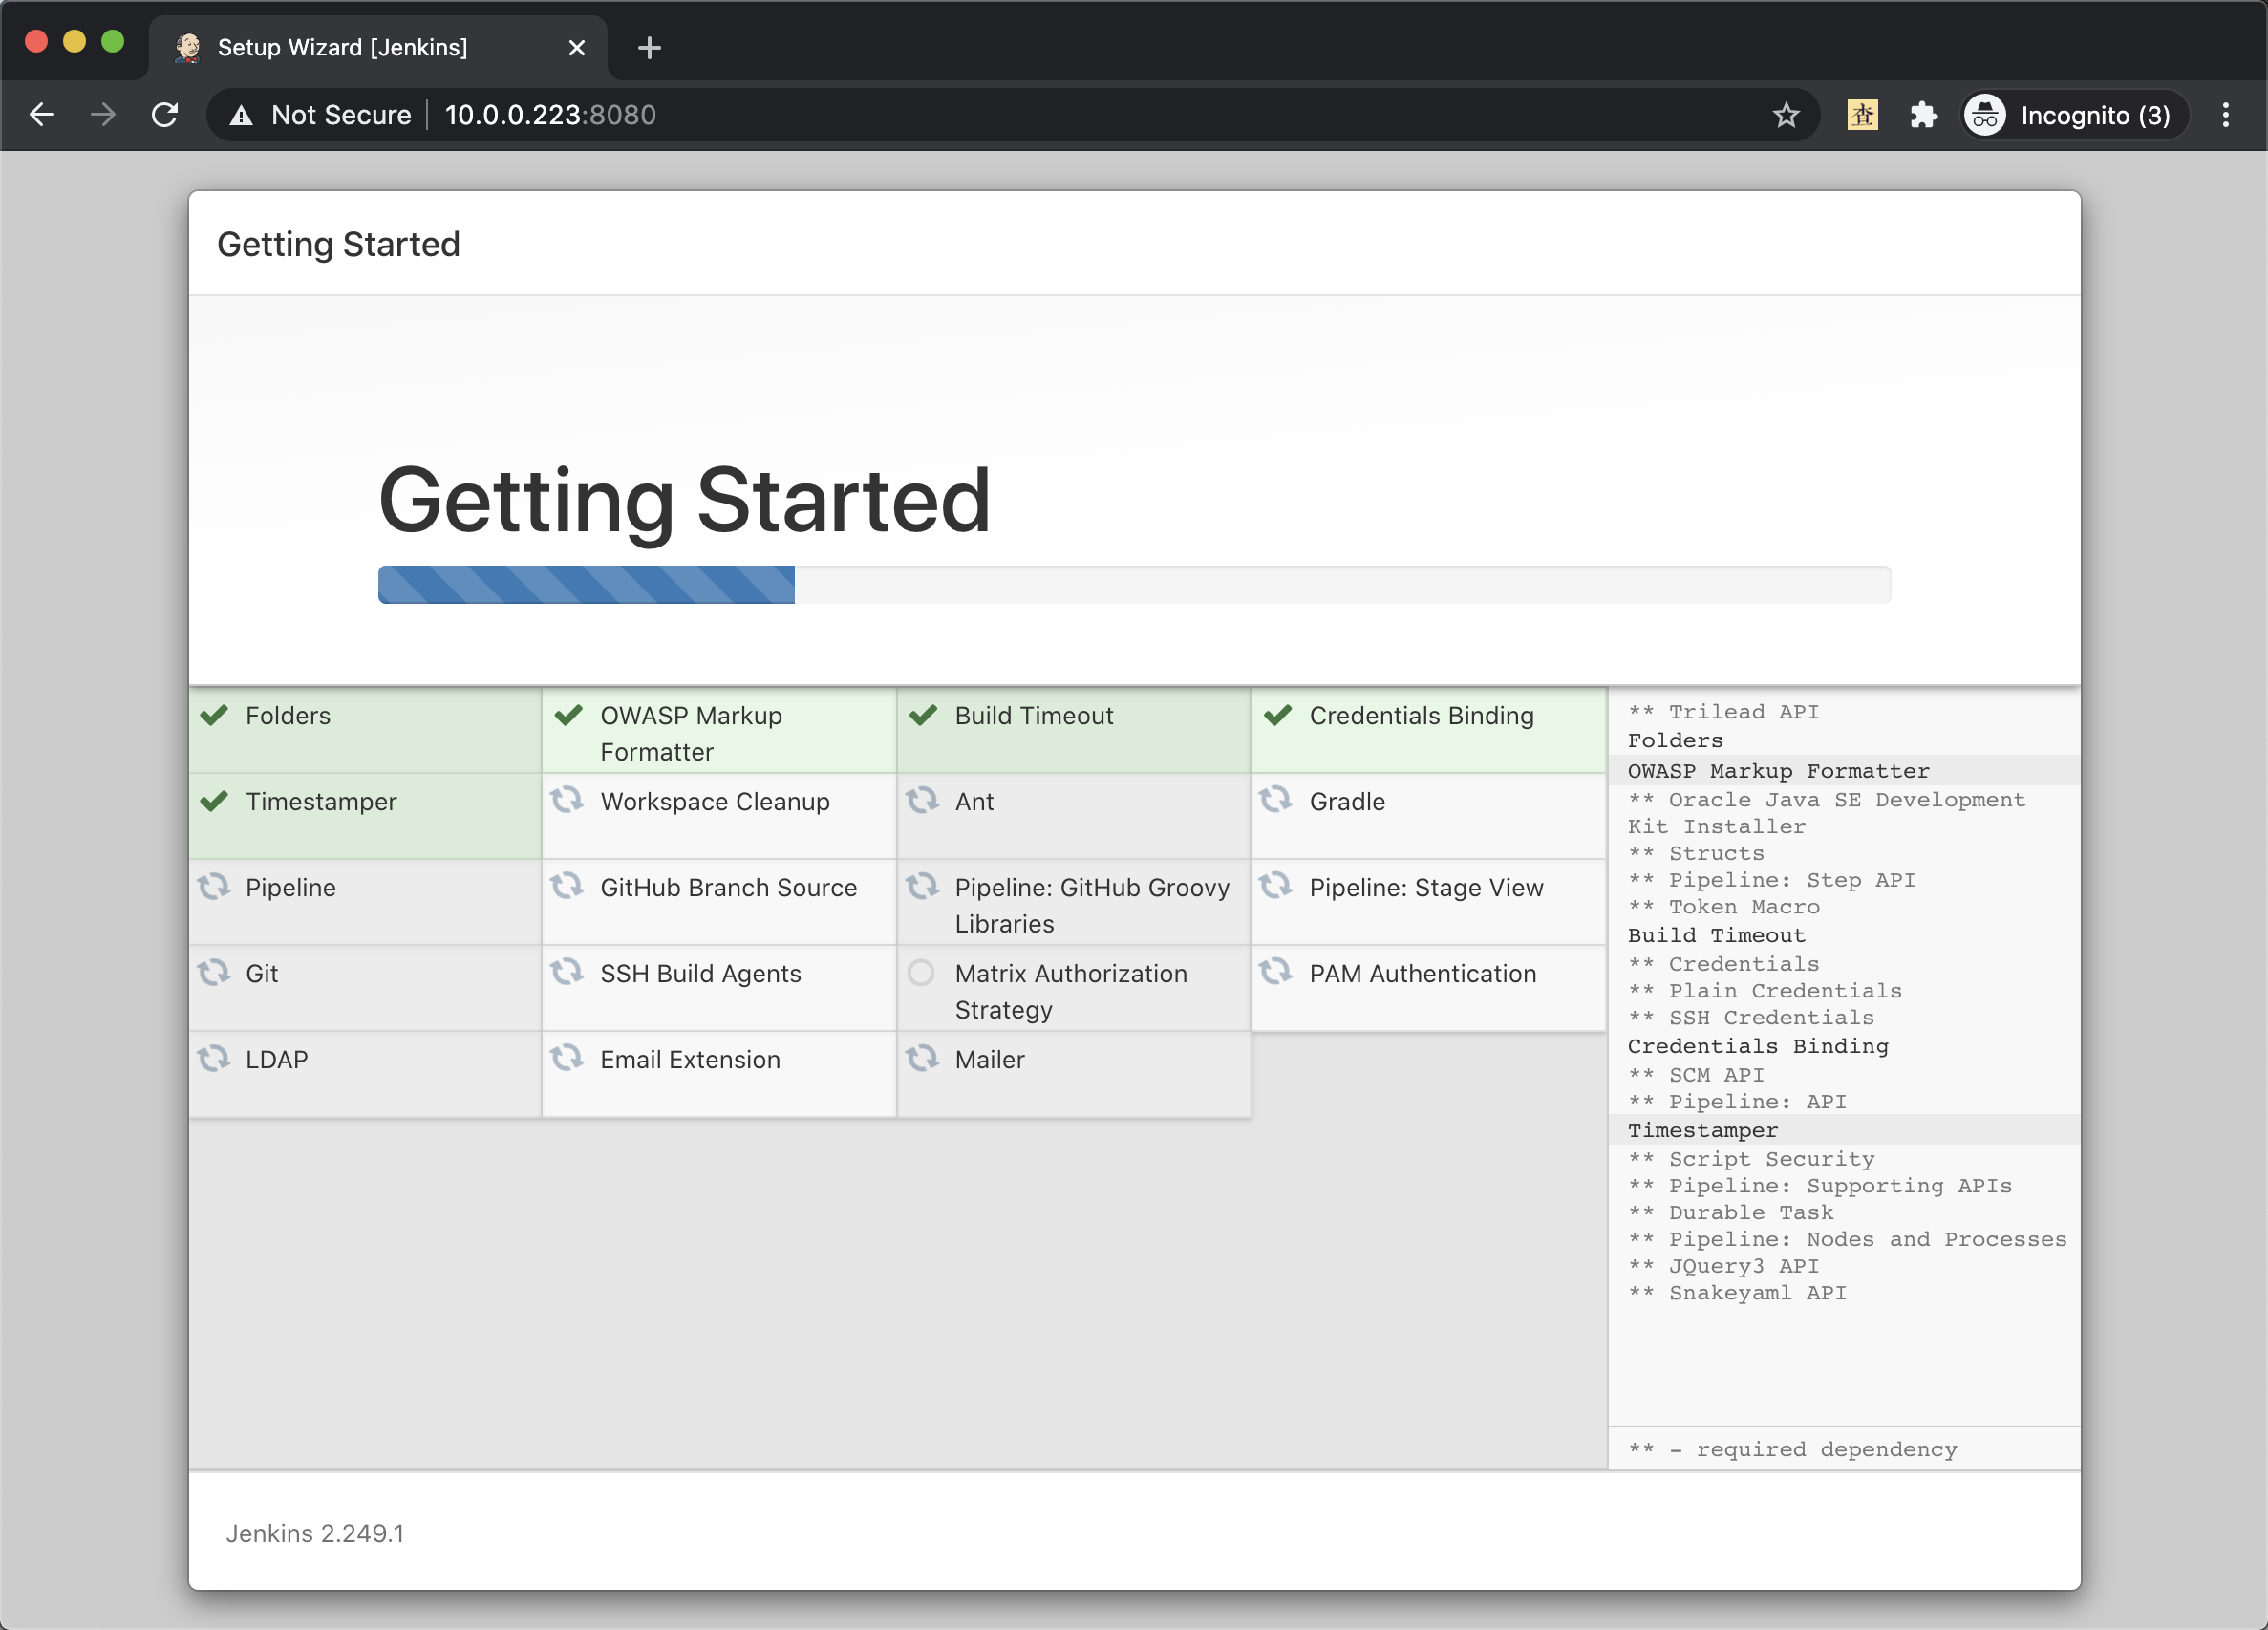 Setup Wizard [Jenkins]
Not Secure
10.0.0.223:8080
查
Incognito (3)
Getting Started
Getting Started
Folders
OWASP Markup
Formatter
Build Timeout
Credentials Binding
Timestamper
Workspace Cleanup
Ant
Gradle
Pipeline
GitHub Branch Source
Pipeline: GitHub Groovy
Libraries
Pipeline: Stage View
Git
SSH Build Agents
Matrix Authorization
Strategy
PAM Authentication
LDAP
Email Extension
Mailer
** Trilead API
Folders
OWASP Markup Formatter
** Oracle Java SE Development
Kit Installer
** Structs
** Pipeline: Step API
** Token Macro
Build Timeout
** Credentials
** Plain Credentials
** SSH Credentials
Credentials Binding
** SCM API
** Pipeline: API
Timestamper
** Script Security
** Pipeline: Supporting APIs
** Durable Task
** Pipeline: Nodes and Processes
** JQuery3 API
** Snakeyaml API
** - required dependency
Jenkins 2.249.1